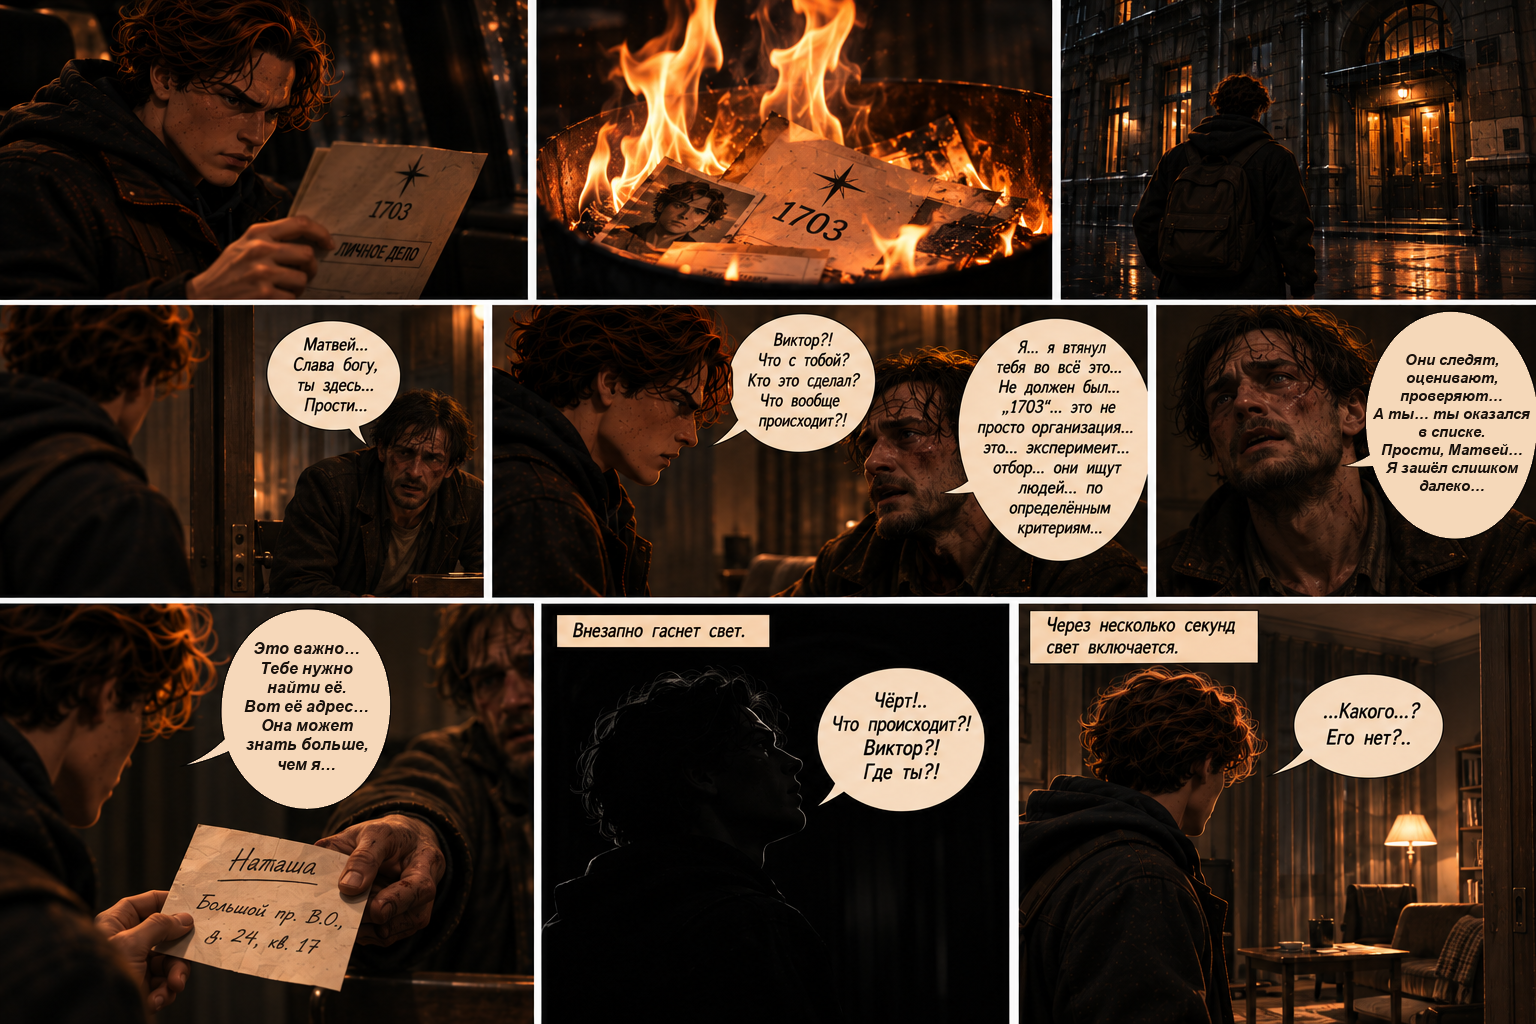 1703
ЛИЧНОЕ ДЕЛО
1703
Матвей...
Слава богу,
ты здесь...
Прости...
Виктор?!
Что с тобой?
Кто это сделал?
Что вообще
происходит?!
Я... я втянул
тебя во всё это...
Не должен был...
„1703“... это не
просто организация...
это... эксперимеит...
отбор... они ищут
людей... по
определённым
критериям...
Они следят,
оценивают,
проверяют...
А ты... ты оказался
в списке.
Прости, Матвей...
Я зашёл слишком
далеко...
Это важно...
Тебе нужно
найти её.
Вот её адрес...
Она может
знать больше,
чем я...
Наташа
Большой пр. В.О.,
д. 24, кв. 17
Внезапно гаснет свет.
Чёрт!..
Что происходит?!
Виктор?!
Где ты?!
Через несколько секунд
свет включается.
...Какого...?
Его нет?..